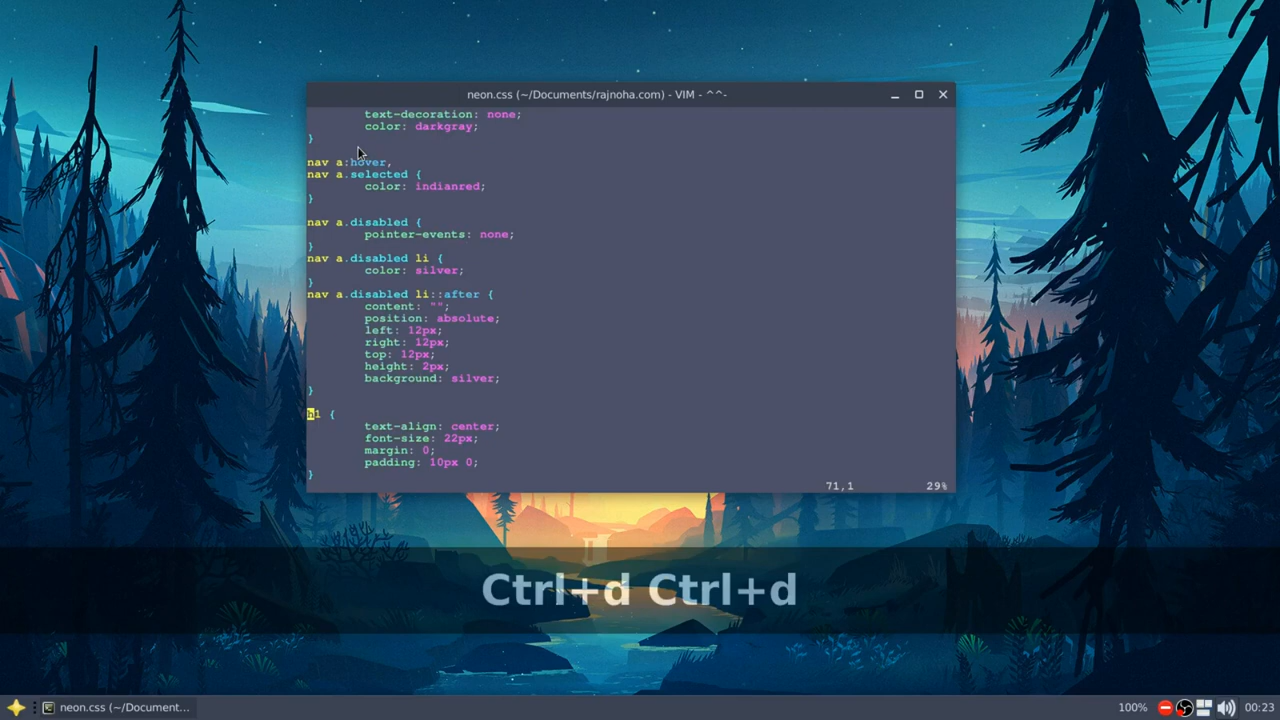 neon.css (~/Documents/rajnoha.com) - VIM - ^^-
text-decoration: none;
color: darkgray;
}
nav a:hover,
nav a.selected {
color: indianred;
}
nav a.disabled {
pointer-events: none;
}
nav a.disabled li {
color: silver;
}
nav a.disabled li::after {
content: "";
position: absolute;
left: 12px;
right: 12px;
top: 12px;
height: 2px;
background: silver;
}
h1 {
text-align: center;
font-size: 22px;
margin: 0;
padding: 10px 0;
}
71,1 29%
Ctrl+d Ctrl+d
neon.css (~/Document... 100% 00:23